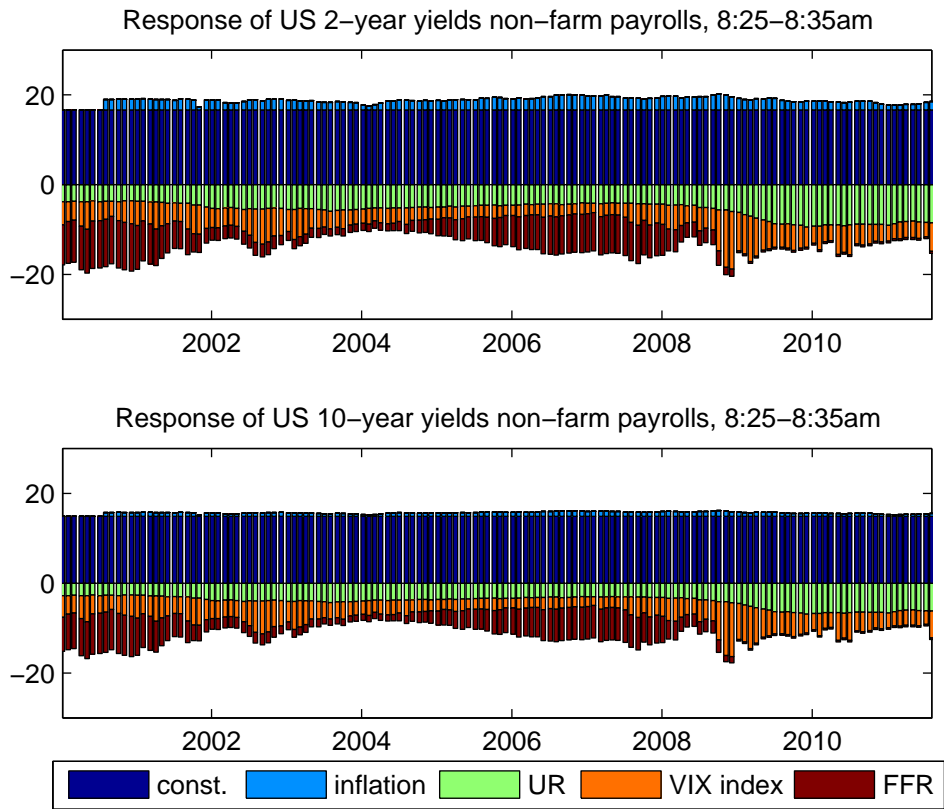 Response of US 2−year yields non−farm payrolls, 8:25−8:35am
20
0
−20
2002 2004 2006 2008 2010
Response of US 10−year yields non−farm payrolls, 8:25−8:35am
20
0
−20
2002 2004 2006 2008 2010
const. inflation UR VIX index FFR